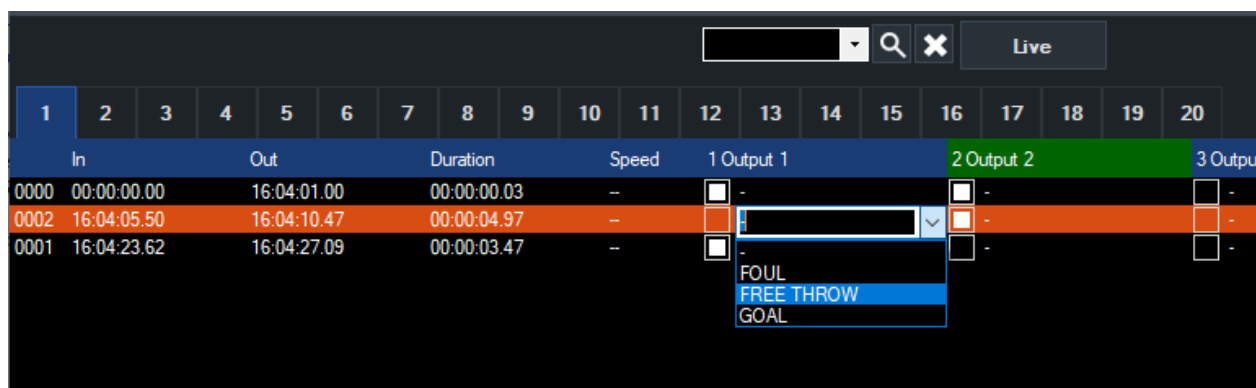 Live
1 2 3 4 5 6 7 8 9 10 11 12 13 14 15 16 17 18 19 20
In Out Duration Speed 1 Output 1 2 Output 2 3 Outpu
0000 00:00:00.00 16:04:01.00 00:00:00.03 -- - - -
0002 16:04:05.50 16:04:10.47 00:00:04.97 -- - - -
0001 16:04:23.62 16:04:27.09 00:00:03.47 -- - -
-
FOUL
FREE THROW
GOAL